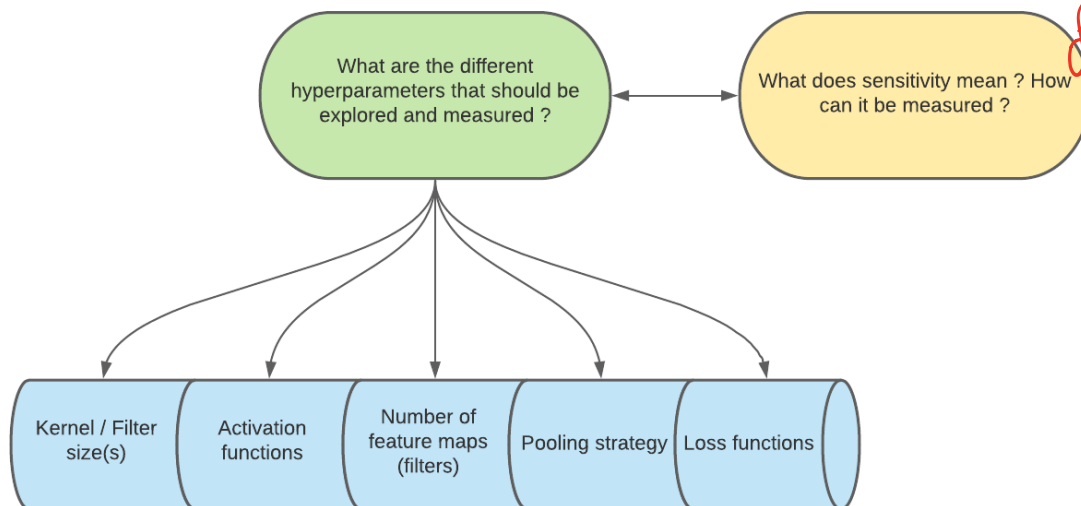 What are the different
hyperparameters that should be
explored and measured ?
What does sensitivity mean ? How
can it be measured ?
Kernel / Filter
size(s)
Activation
functions
Number of
feature maps
(filters)
Pooling strategy
Loss functions